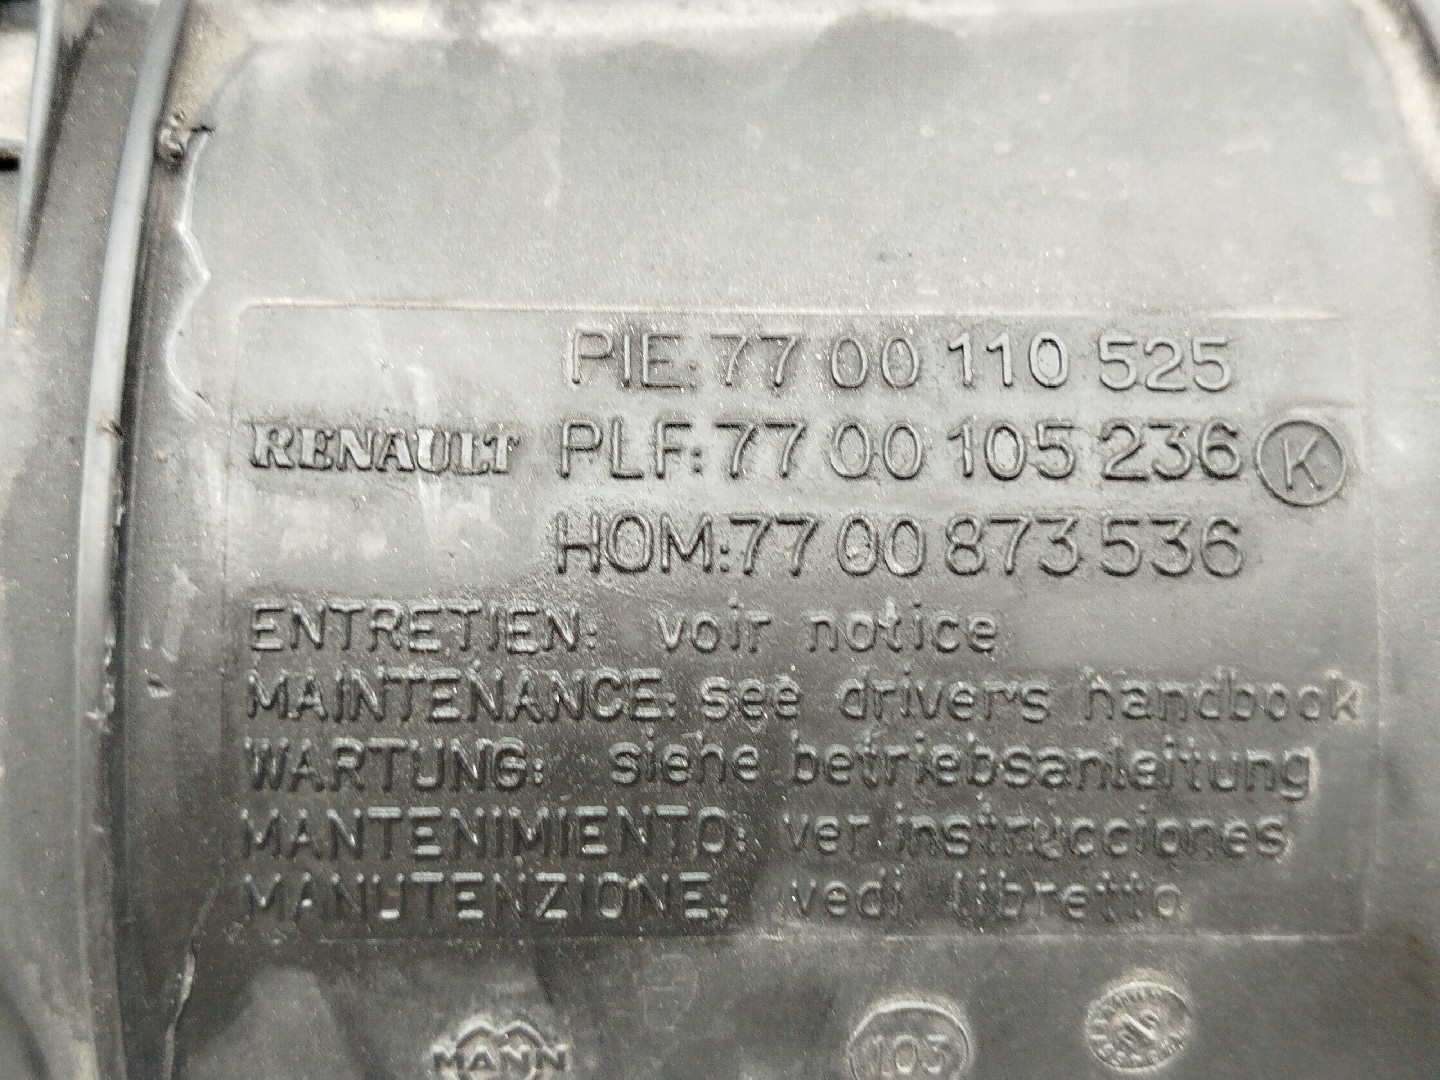 PIE: 77 00 110 525
RENAULT PLF: 77 00 105 236 K
HOM: 77 00 873 536
ENTRETIEN: voir notice
MAINTENANCE: see driver's handbook
WARTUNG: siehe betriebsanleitung
MANTENIMIENTO: ver instrucciones
MANUTENZIONE: vedi libretto
MANN 103